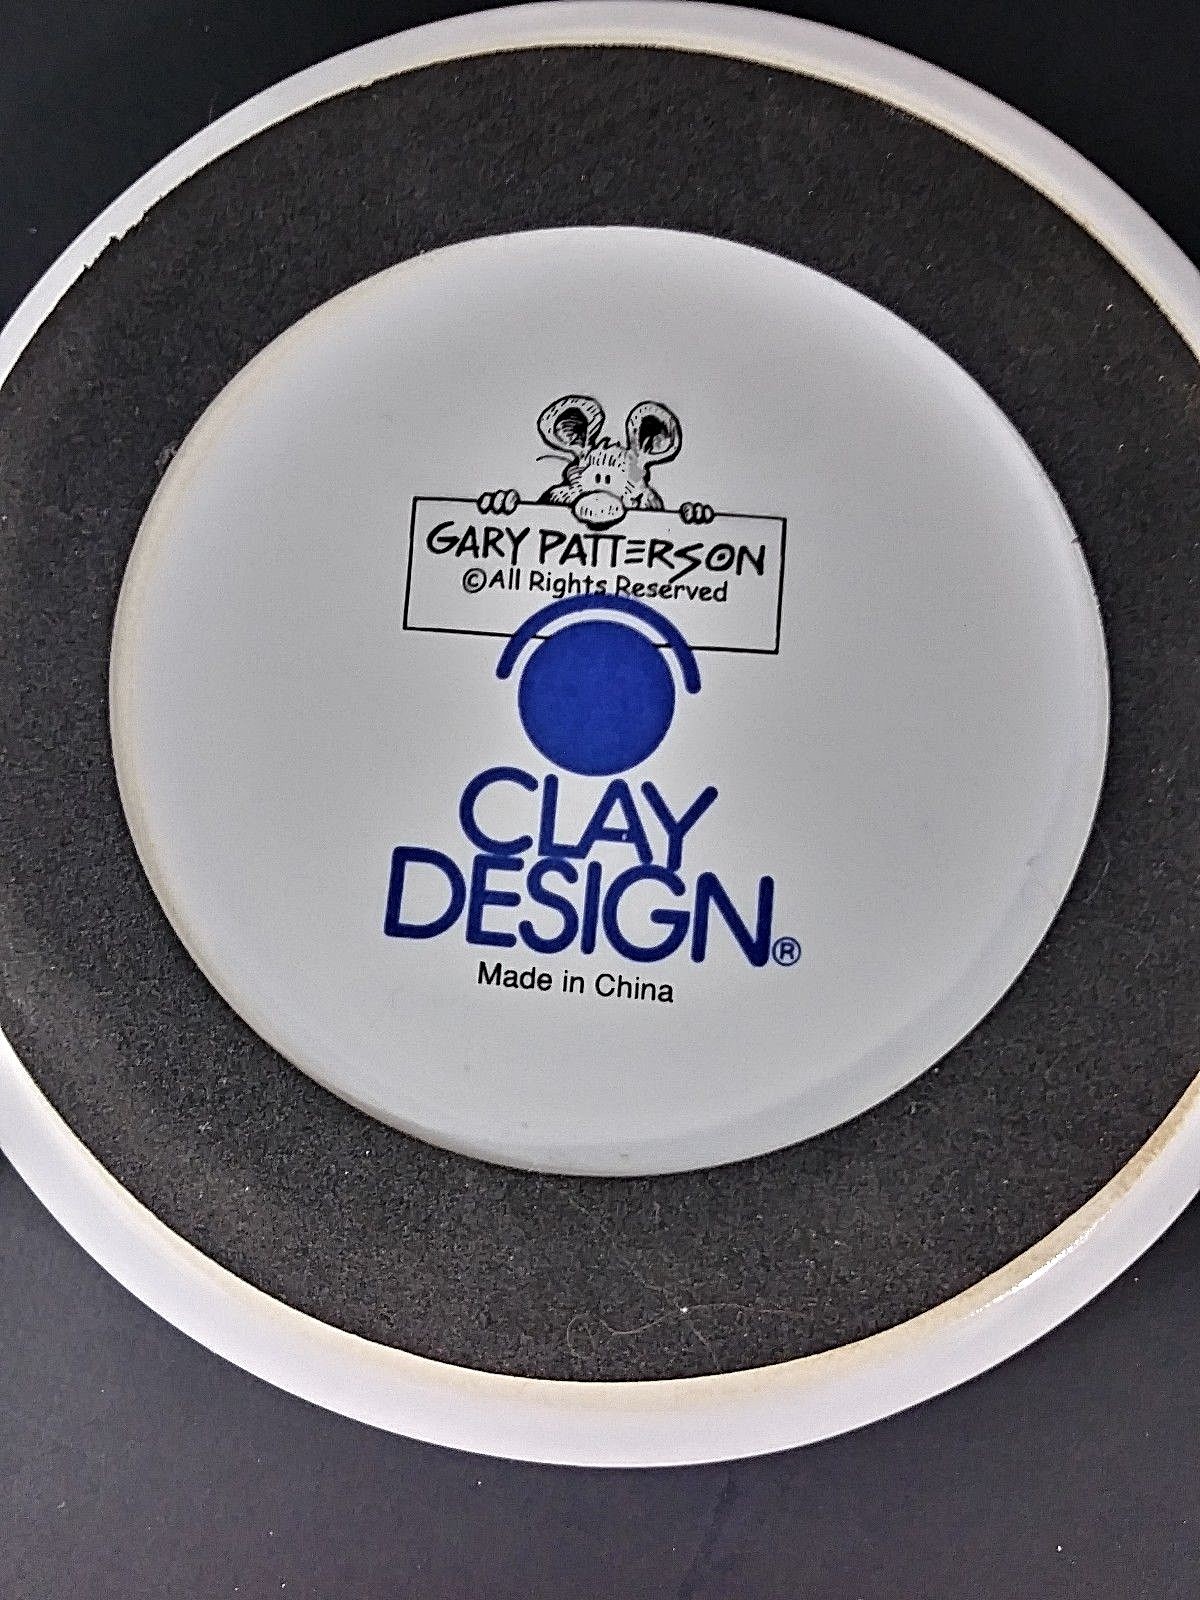 GARY PATTERSON
©All Rights Reserved
CLAY
DESIGN®
Made in China